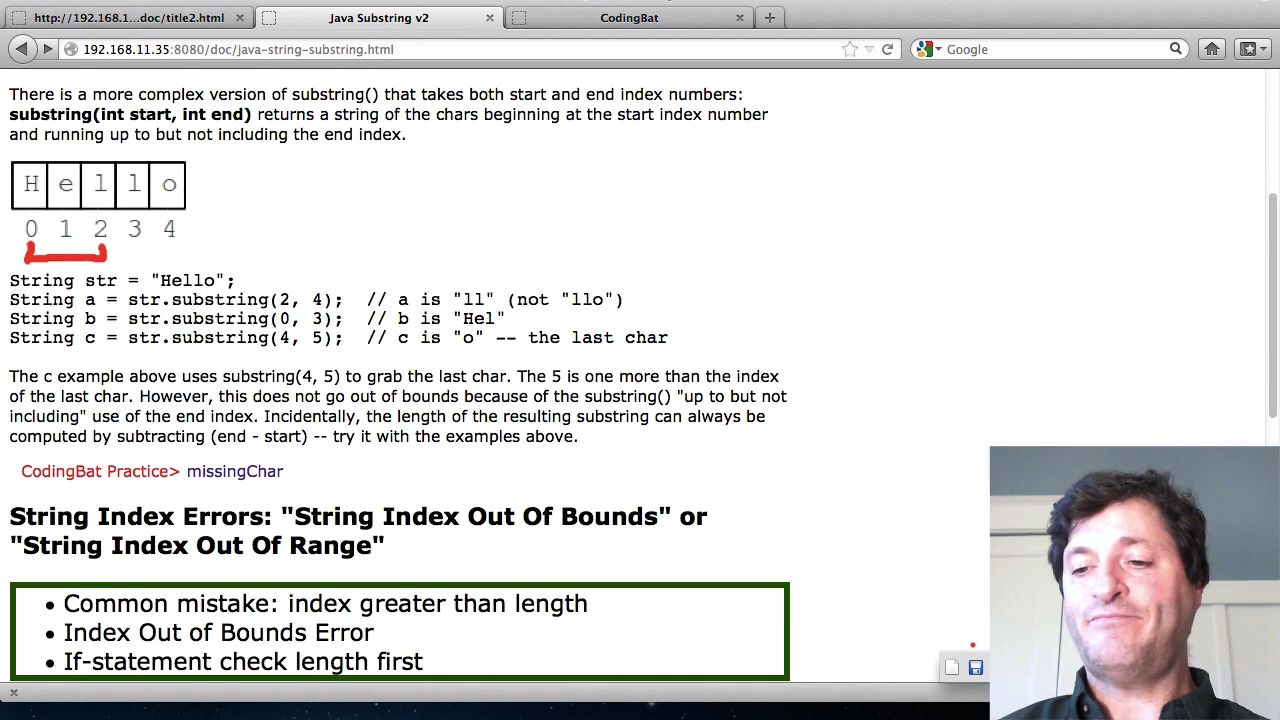 http://192.168.1...doc/title2.html
Java Substring v2
CodingBat
192.168.11.35:8080/doc/java-string-substring.html
Google
There is a more complex version of substring() that takes both start and end index numbers:
substring(int start, int end) returns a string of the chars beginning at the start index number
and running up to but not including the end index.
H e l l o
0 1 2 3 4
String str = "Hello";
String a = str.substring(2, 4);  // a is "ll" (not "llo")
String b = str.substring(0, 3);  // b is "Hel"
String c = str.substring(4, 5);  // c is "o" -- the last char
The c example above uses substring(4, 5) to grab the last char. The 5 is one more than the index
of the last char. However, this does not go out of bounds because of the substring() "up to but not
including" use of the end index. Incidentally, the length of the resulting substring can always be
computed by subtracting (end - start) -- try it with the examples above.
CodingBat Practice> missingChar
String Index Errors: "String Index Out Of Bounds" or
"String Index Out Of Range"
• Common mistake: index greater than length
• Index Out of Bounds Error
• If-statement check length first